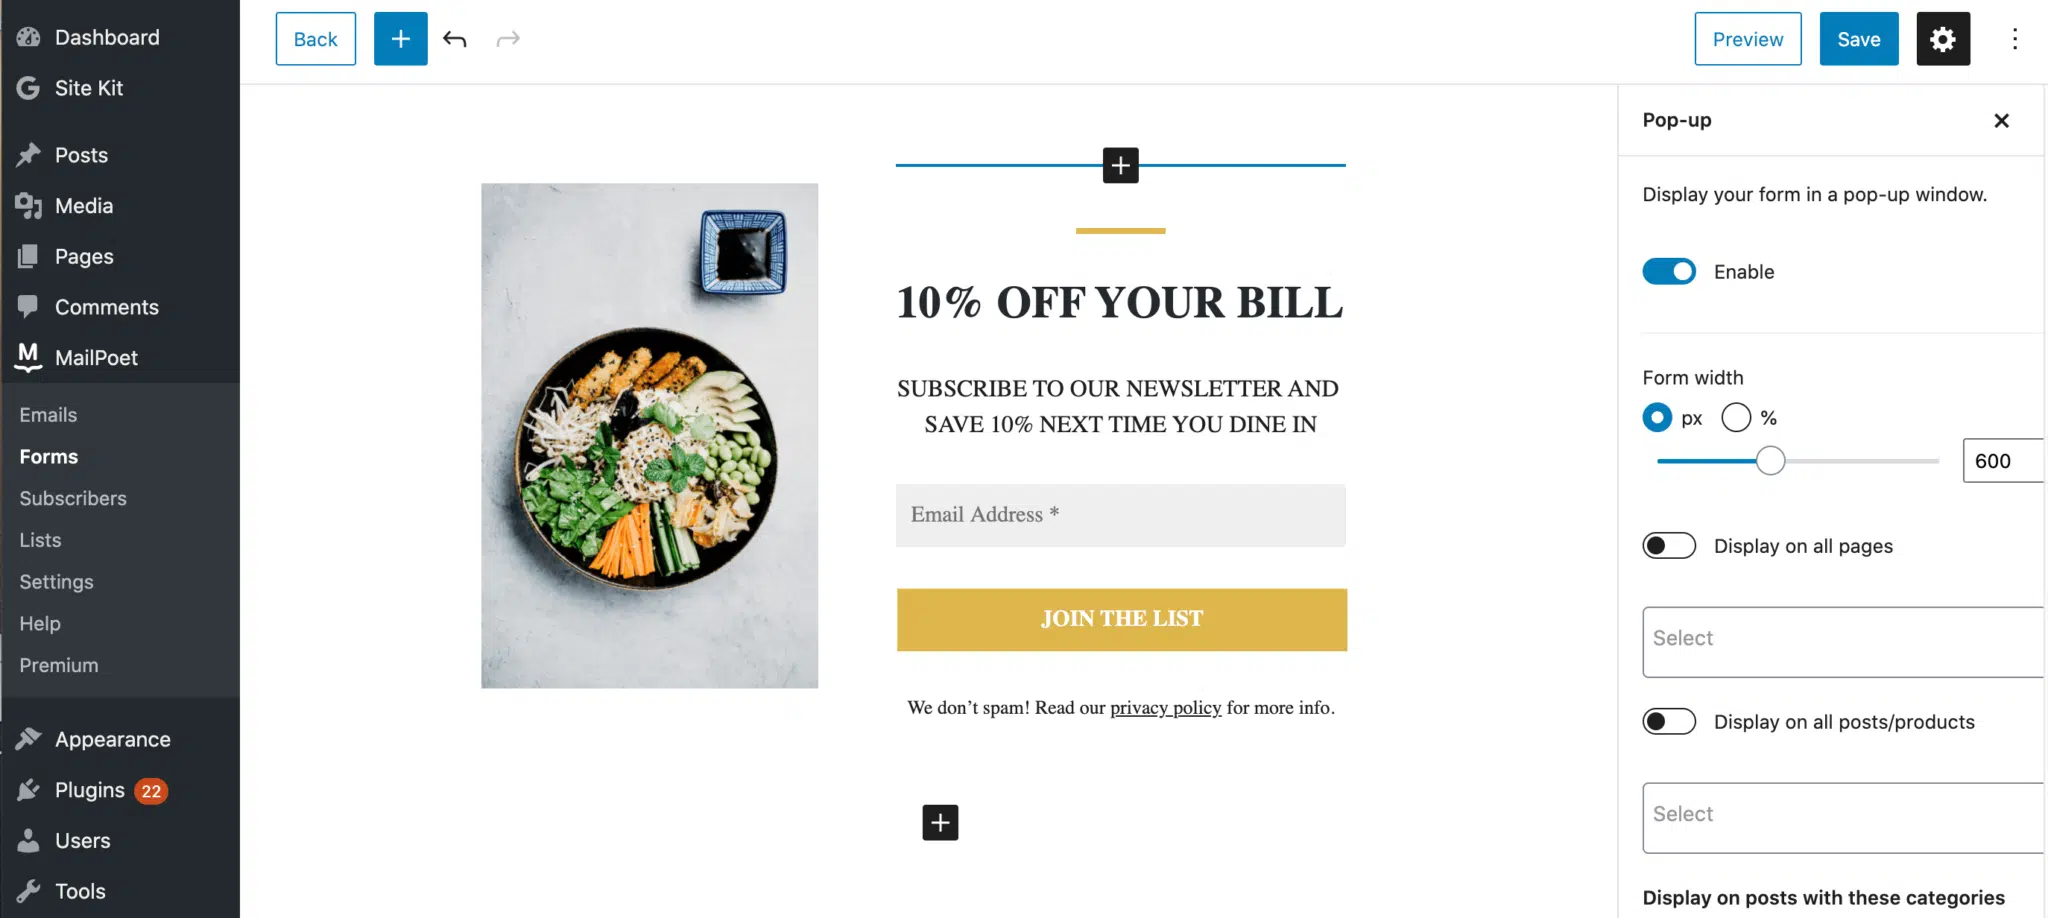 Dashboard
Site Kit
Posts
Media
Pages
Comments
MailPoet
Emails
Forms
Subscribers
Lists
Settings
Help
Premium
Appearance
Plugins 22
Users
Tools
Back
Preview
Save
10% OFF YOUR BILL
SUBSCRIBE TO OUR NEWSLETTER AND
SAVE 10% NEXT TIME YOU DINE IN
Email Address *
JOIN THE LIST
We don’t spam! Read our privacy policy for more info.
Pop-up
Display your form in a pop-up window.
Enable
Form width
px %
600
Display on all pages
Select
Display on all posts/products
Select
Display on posts with these categories